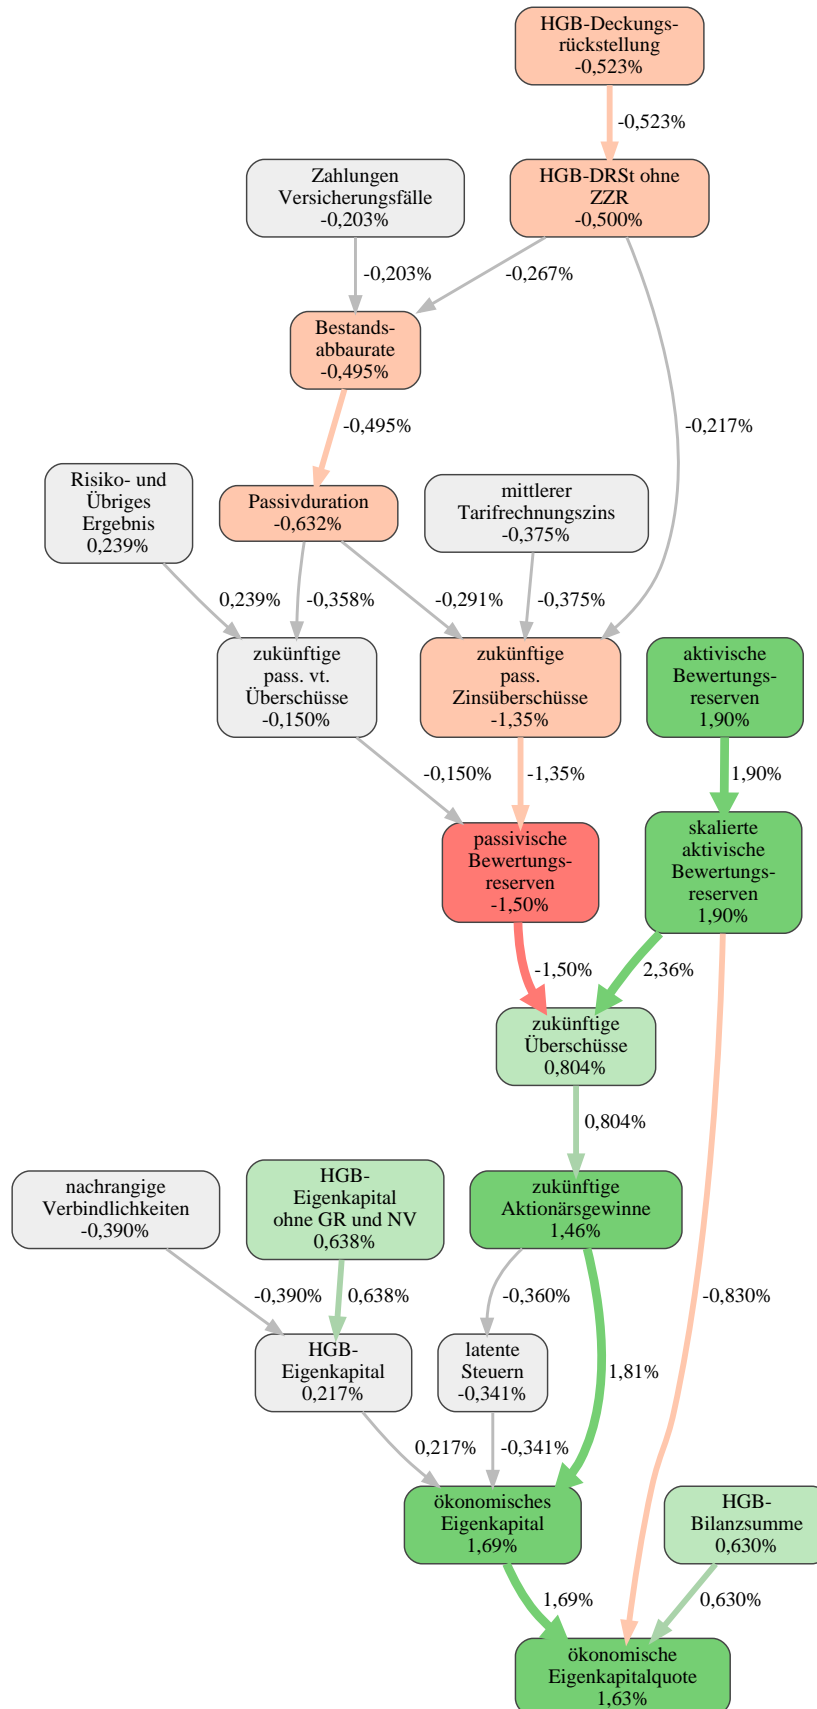 HGB-Deckungs-
rückstellung
-0,523%
-0,523%
Zahlungen
Versicherungsfälle
-0,203%
HGB-DRSt ohne
ZZR
-0,500%
-0,203%
-0,267%
Bestands-
abbaurate
-0,495%
-0,495%
-0,217%
Risiko- und
Übriges
Ergebnis
0,239%
Passivduration
-0,632%
mittlerer
Tarifrechnungszins
-0,375%
0,239%
-0,358%
-0,291%
-0,375%
zukünftige
pass. vt.
Überschüsse
-0,150%
zukünftige
pass.
Zinsüberschüsse
-1,35%
aktivische
Bewertungs-
reserven
1,90%
-0,150%
-1,35%
1,90%
passivische
Bewertungs-
reserven
-1,50%
skalierte
aktivische
Bewertungs-
reserven
1,90%
-1,50%
2,36%
zukünftige
Überschüsse
0,804%
0,804%
nachrangige
Verbindlichkeiten
-0,390%
HGB-
Eigenkapital
ohne GR und NV
0,638%
zukünftige
Aktionärsgewinne
1,46%
-0,390%
0,638%
-0,360%
-0,830%
HGB-
Eigenkapital
0,217%
latente
Steuern
-0,341%
1,81%
0,217%
-0,341%
ökonomisches
Eigenkapital
1,69%
HGB-
Bilanzsumme
0,630%
1,69%
0,630%
ökonomische
Eigenkapitalquote
1,63%